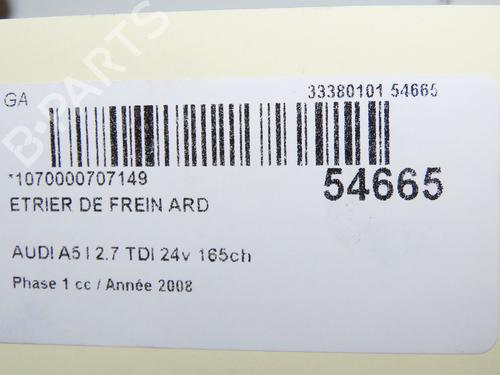 GA
33380101 54665
*1070000707149
54665
ETRIER DE FREIN ARD
AUDI A5 I 2.7 TDI 24v 165ch
Phase 1 cc / Année 2008
B-PARTS